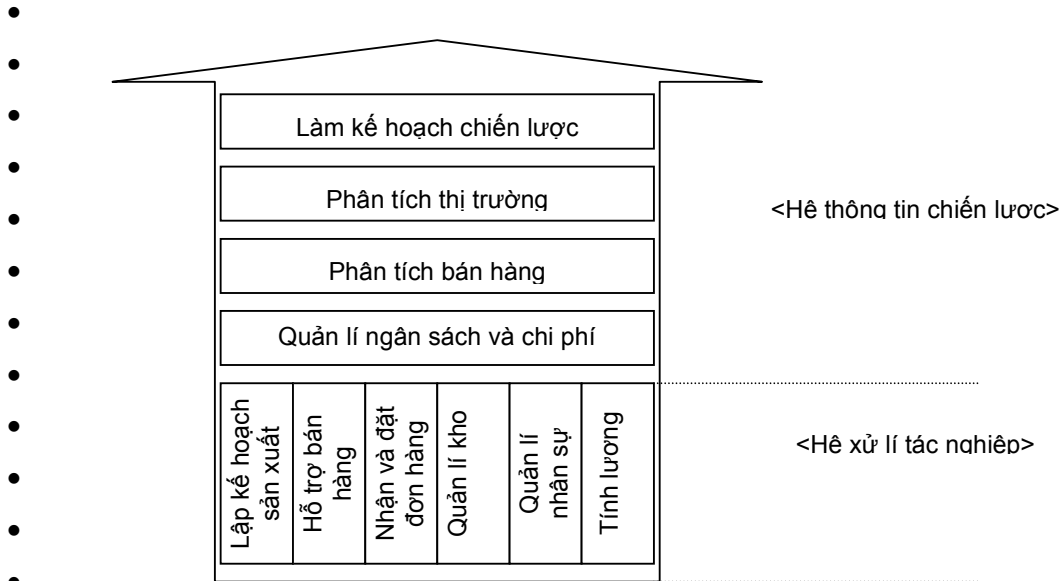 Làm kế hoạch chiến lược
Phân tích thị trường
<Hệ thông tin chiến lược>
Phân tích bán hàng
Quản lí ngân sách và chi phí
Lập kế hoạch
sản xuất
Hỗ trợ bán
hàng
Nhận và đặt
đơn hàng
Quản lí kho
Quản lí
nhân sự
Tính lương
<Hệ xử lí tác nghiệp>